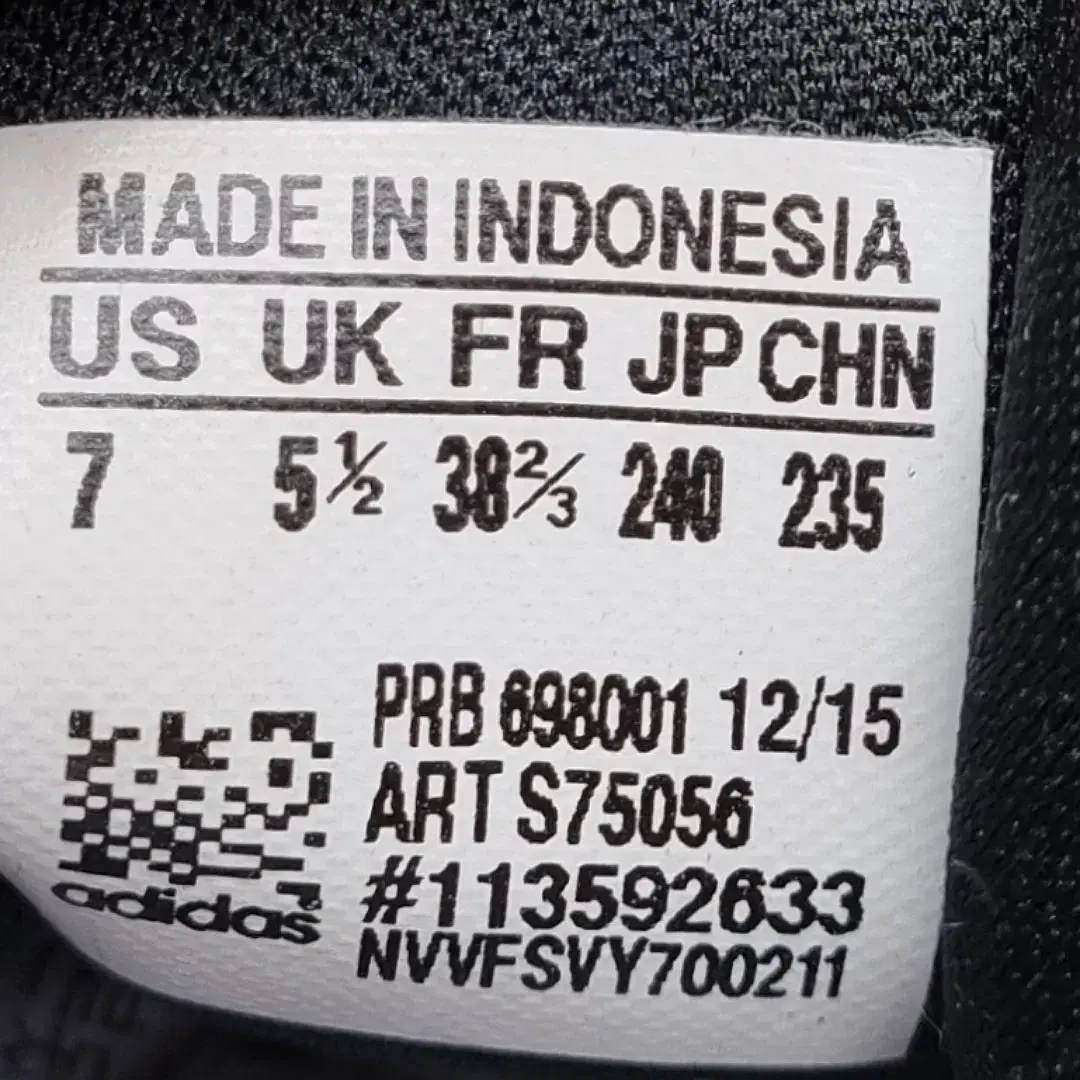 MADE IN INDONESIA
US UK FR JP CHN
7 5½ 38⅔ 240 235
PRB 698001 12/15
ART S75056
#113592633
NVVFSVY700211
adidas